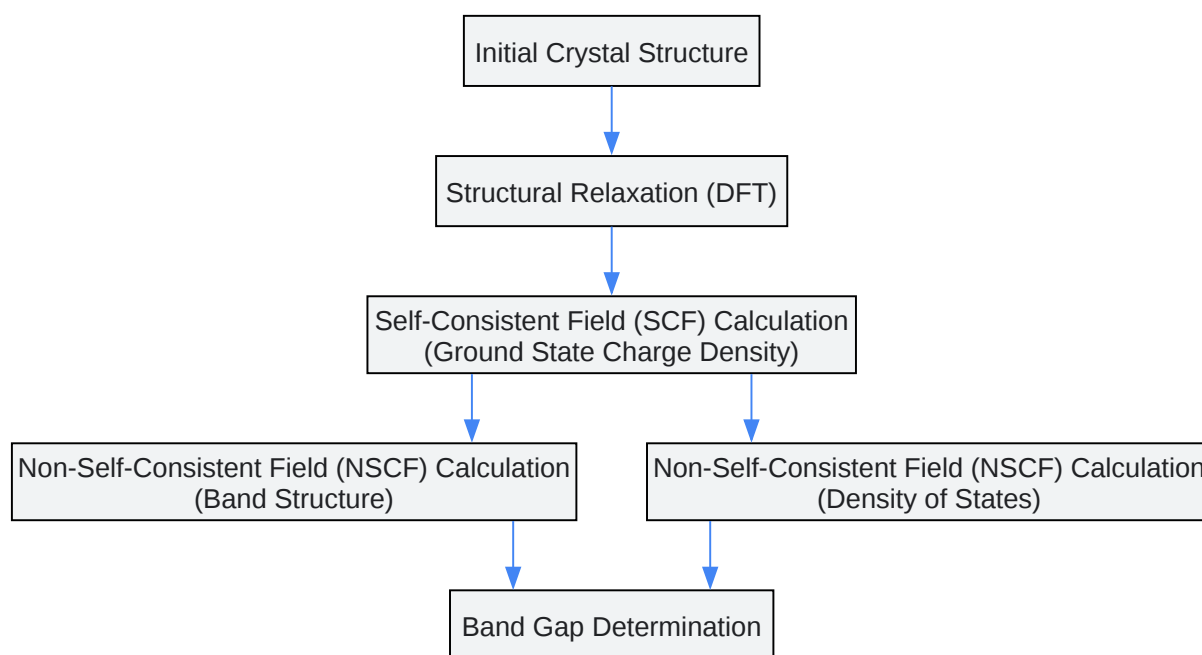 Initial Crystal Structure
Structural Relaxation (DFT)
Self-Consistent Field (SCF) Calculation
(Ground State Charge Density)
Non-Self-Consistent Field (NSCF) Calculation
(Band Structure)
Non-Self-Consistent Field (NSCF) Calculation
(Density of States)
Band Gap Determination